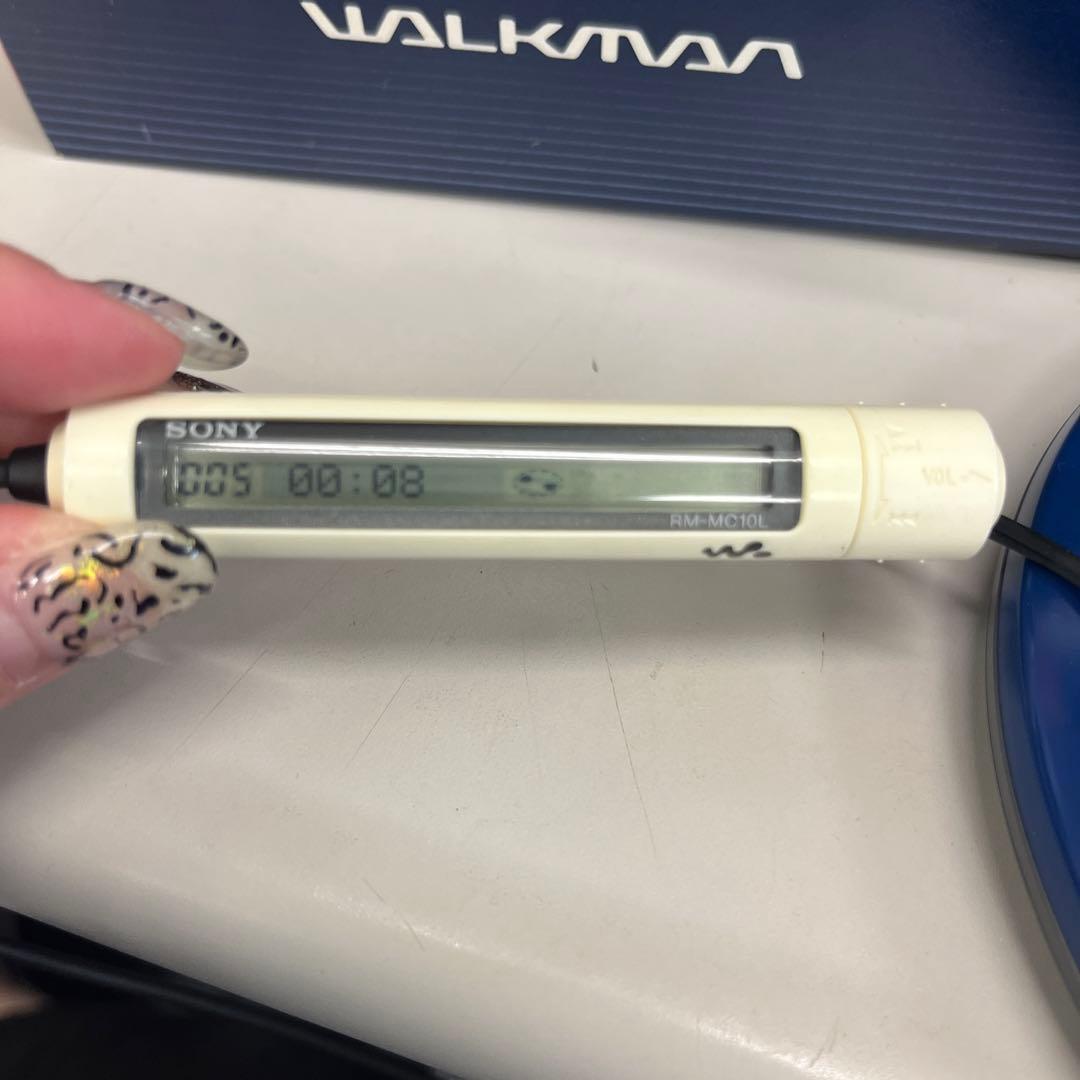 WALKMAN
SONY
005 00:08
RM-MC10L
VOL